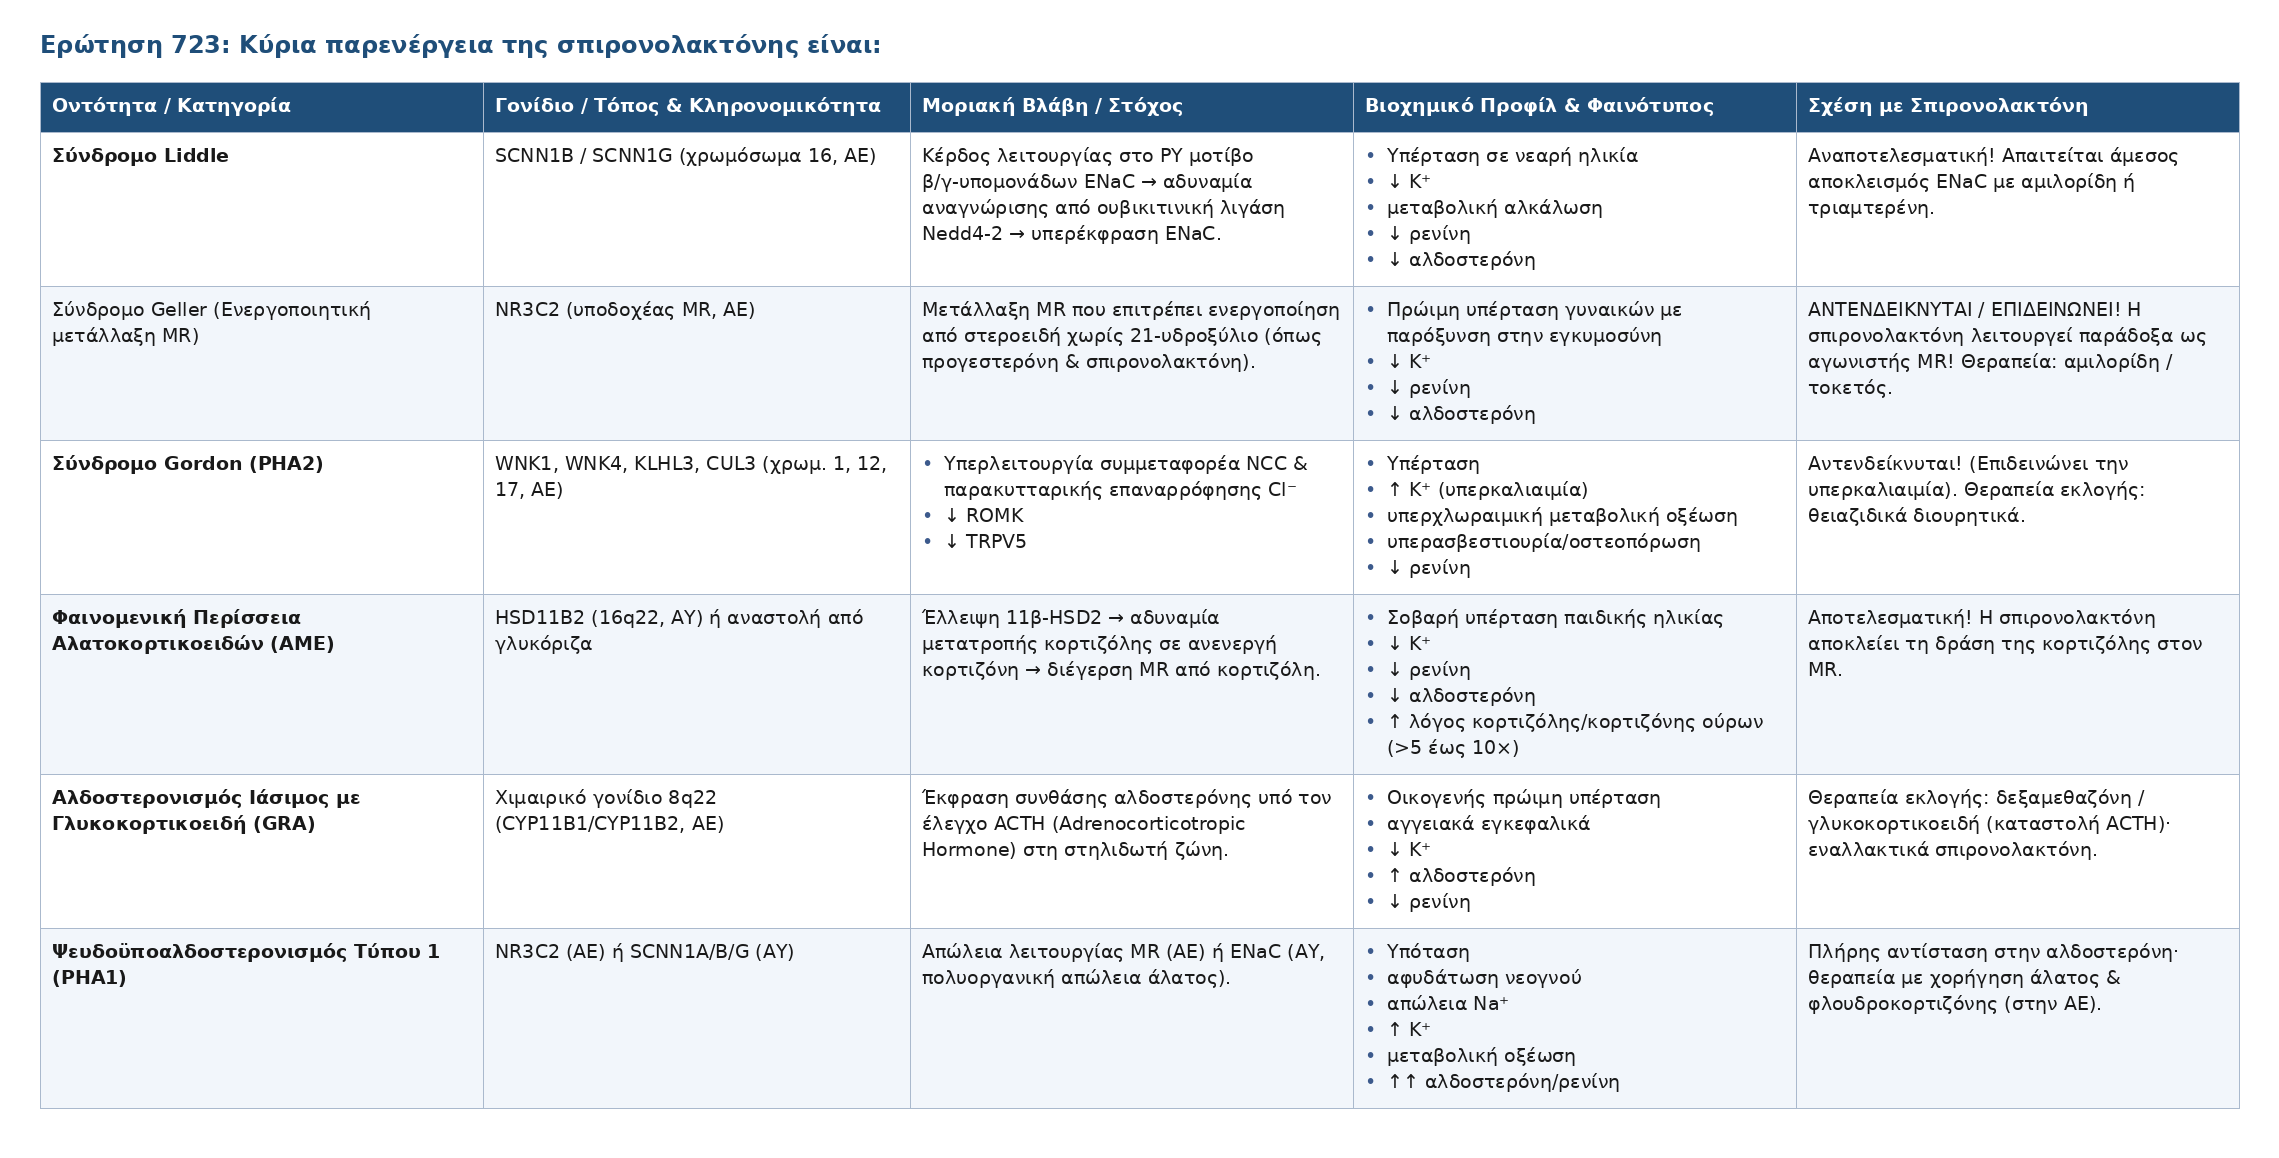 Ερώτηση 723: Κύρια παρενέργεια της σπιρονολακτόνης είναι:
Οντότητα / Κατηγορία
Γονίδιο / Τόπος & Κληρονομικότητα
Μοριακή Βλάβη / Στόχος
Βιοχημικό Προφίλ & Φαινότυπος
Σχέση με Σπιρονολακτόνη
Σύνδρομο Liddle
SCNN1B / SCNN1G (χρωμόσωμα 16, ΑΕ)
Κέρδος λειτουργίας στο PY μοτίβο
β/γ-υπομονάδων ENaC → αδυναμία
αναγνώρισης από ουβικιτινική λιγάση
Nedd4-2 → υπερέκφραση ENaC.
• Υπέρταση σε νεαρή ηλικία
• ↓ K⁺
• μεταβολική αλκάλωση
• ↓ ρενίνη
• ↓ αλδοστερόνη
Αναποτελεσματική! Απαιτείται άμεσος
αποκλεισμός ENaC με αμιλορίδη ή
τριαμτερένη.
Σύνδρομο Geller (Ενεργοποιητική
μετάλλαξη MR)
NR3C2 (υποδοχέας MR, ΑΕ)
Μετάλλαξη MR που επιτρέπει ενεργοποίηση
από στεροειδή χωρίς 21-υδροξύλιο (όπως
προγεστερόνη & σπιρονολακτόνη).
• Πρώιμη υπέρταση γυναικών με
παρόξυνση στην εγκυμοσύνη
• ↓ K⁺
• ↓ ρενίνη
• ↓ αλδοστερόνη
ΑΝΤΕΝΔΕΙΚΝΥΤΑΙ / ΕΠΙΔΕΙΝΩΝΕΙ! Η
σπιρονολακτόνη λειτουργεί παράδοξα ως
αγωνιστής MR! Θεραπεία: αμιλορίδη /
τοκετός.
Σύνδρομο Gordon (PHA2)
WNK1, WNK4, KLHL3, CUL3 (χρωμ. 1, 12,
17, ΑΕ)
• Υπερλειτουργία συμμεταφορέα NCC &
παρακυτταρικής επαναρρόφησης Cl⁻
• ↓ ROMK
• ↓ TRPV5
• Υπέρταση
• ↑ K⁺ (υπερκαλιαιμία)
• υπερχλωραιμική μεταβολική οξέωση
• υπερασβεστιουρία/οστεοπόρωση
• ↓ ρενίνη
Αντενδείκνυται! (Επιδεινώνει την
υπερκαλιαιμία). Θεραπεία εκλογής:
θειαζιδικά διουρητικά.
Φαινομενική Περίσσεια
Αλατοκορτικοειδών (AME)
HSD11B2 (16q22, ΑΥ) ή αναστολή από
γλυκόριζα
Έλλειψη 11β-HSD2 → αδυναμία
μετατροπής κορτιζόλης σε ανενεργή
κορτιζόνη → διέγερση MR από κορτιζόλη.
• Σοβαρή υπέρταση παιδικής ηλικίας
• ↓ K⁺
• ↓ ρενίνη
• ↓ αλδοστερόνη
• ↑ λόγος κορτιζόλης/κορτιζόνης ούρων
(>5 έως 10×)
Αποτελεσματική! Η σπιρονολακτόνη
αποκλείει τη δράση της κορτιζόλης στον
MR.
Αλδοστερονισμός Ιάσιμος με
Γλυκοκορτικοειδή (GRA)
Χιμαιρικό γονίδιο 8q22
(CYP11B1/CYP11B2, ΑΕ)
Έκφραση συνθάσης αλδοστερόνης υπό τον
έλεγχο ACTH (Adrenocorticotropic
Hormone) στη στηλιδωτή ζώνη.
• Οικογενής πρώιμη υπέρταση
• αγγειακά εγκεφαλικά
• ↓ K⁺
• ↑ αλδοστερόνη
• ↓ ρενίνη
Θεραπεία εκλογής: δεξαμεθαζόνη /
γλυκοκορτικοειδή (καταστολή ACTH)·
εναλλακτικά σπιρονολακτόνη.
Ψευδοϋποαλδοστερονισμός Τύπου 1
(PHA1)
NR3C2 (ΑΕ) ή SCNN1A/B/G (ΑΥ)
Απώλεια λειτουργίας MR (ΑΕ) ή ENaC (ΑΥ,
πολυοργανική απώλεια άλατος).
• Υπόταση
• αφυδάτωση νεογνού
• απώλεια Na⁺
• ↑ K⁺
• μεταβολική οξέωση
• ↑↑ αλδοστερόνη/ρενίνη
Πλήρης αντίσταση στην αλδοστερόνη·
θεραπεία με χορήγηση άλατος &
φλουδροκορτιζόνης (στην ΑΕ).